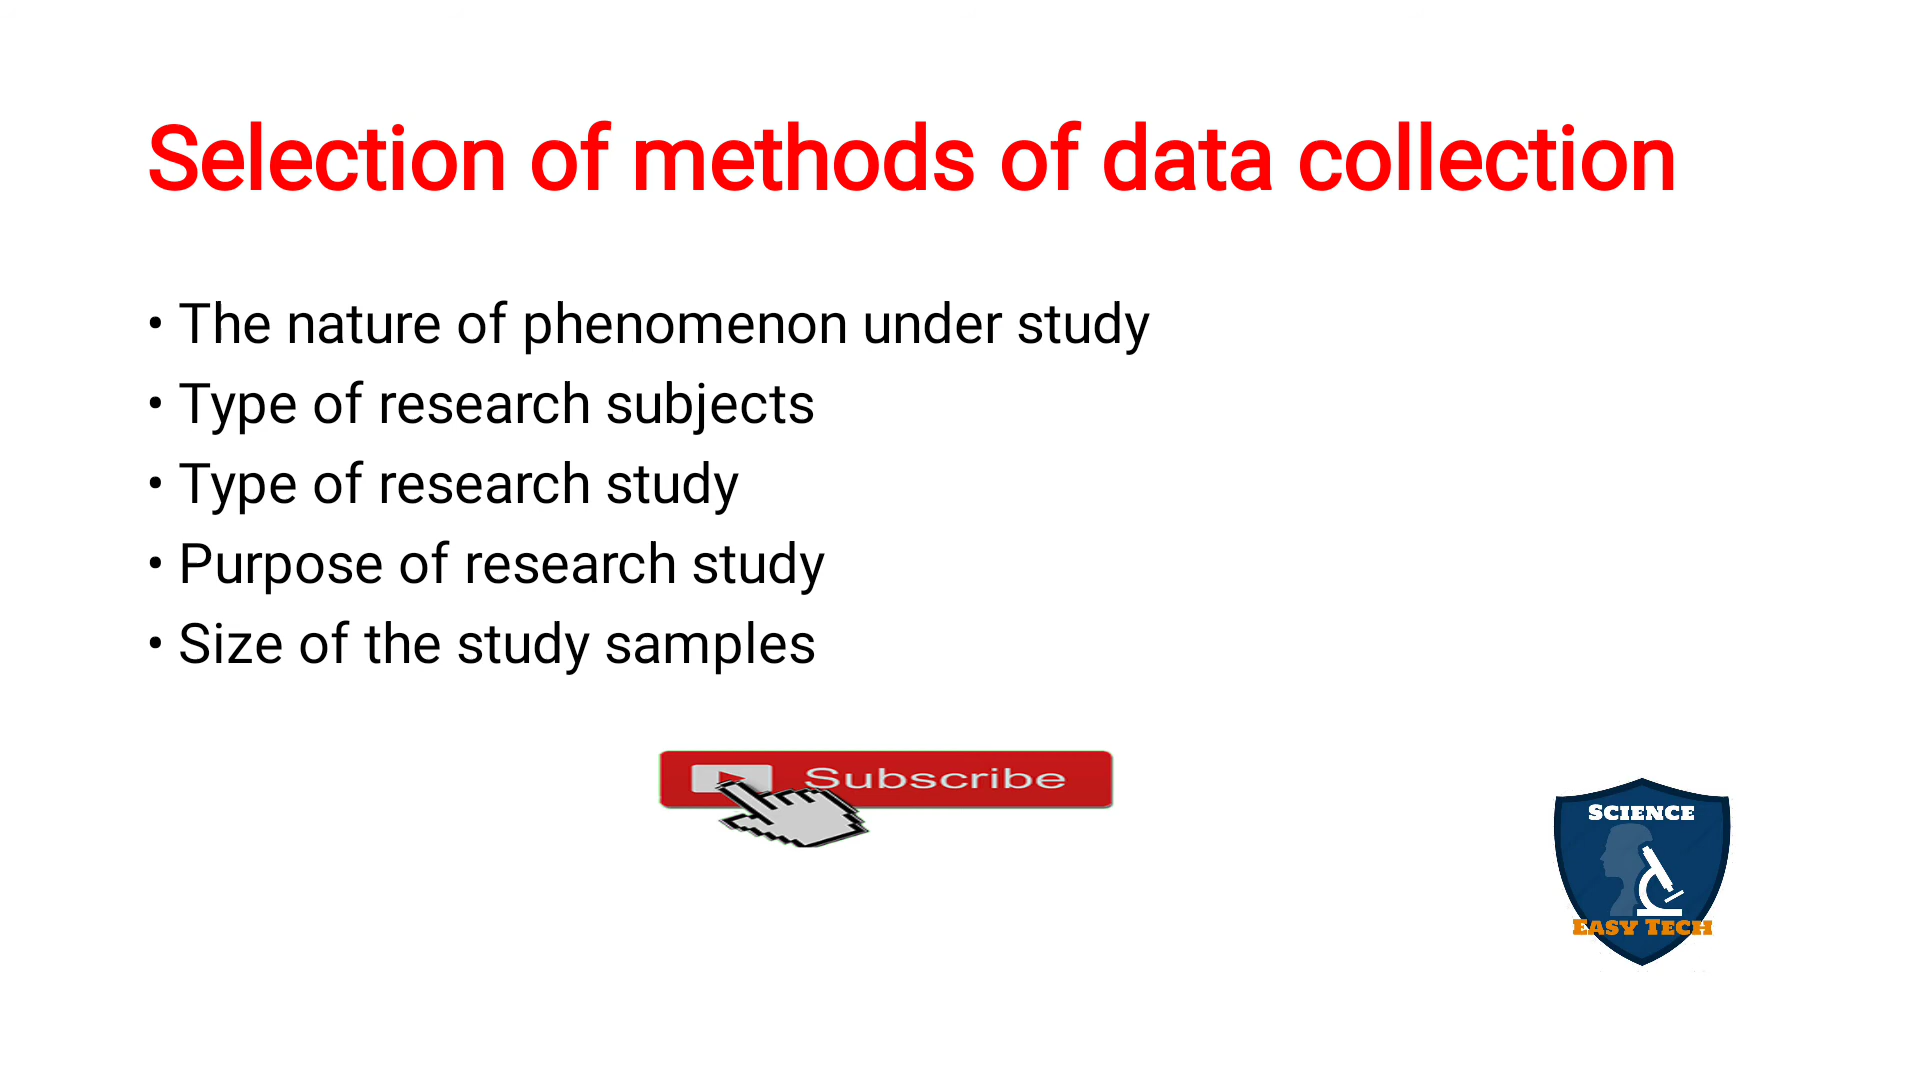 Selection of methods of data collection
• The nature of phenomenon under study
• Type of research subjects
• Type of research study
• Purpose of research study
• Size of the study samples
Subscribe
SCIENCE
EASY TECH